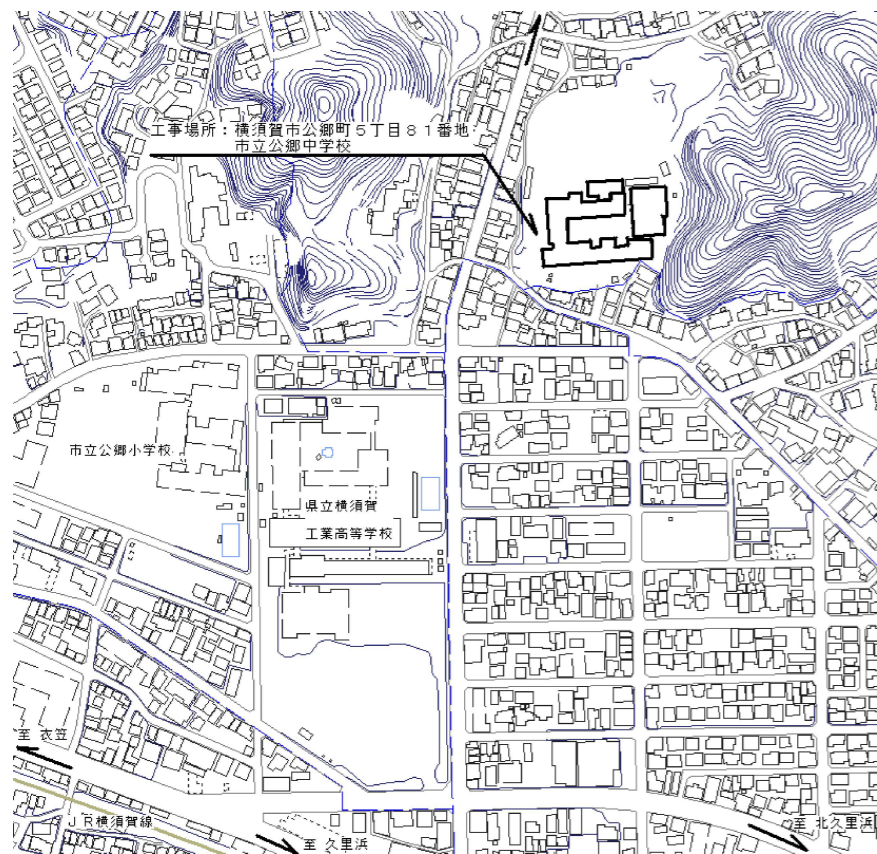 工事場所：横須賀市公郷町５丁目８１番地
市立公郷中学校
市立公郷小学校
県立横須賀
工業高等学校
至 衣笠
ＪＲ横須賀線
至 久里浜
至 北久里浜